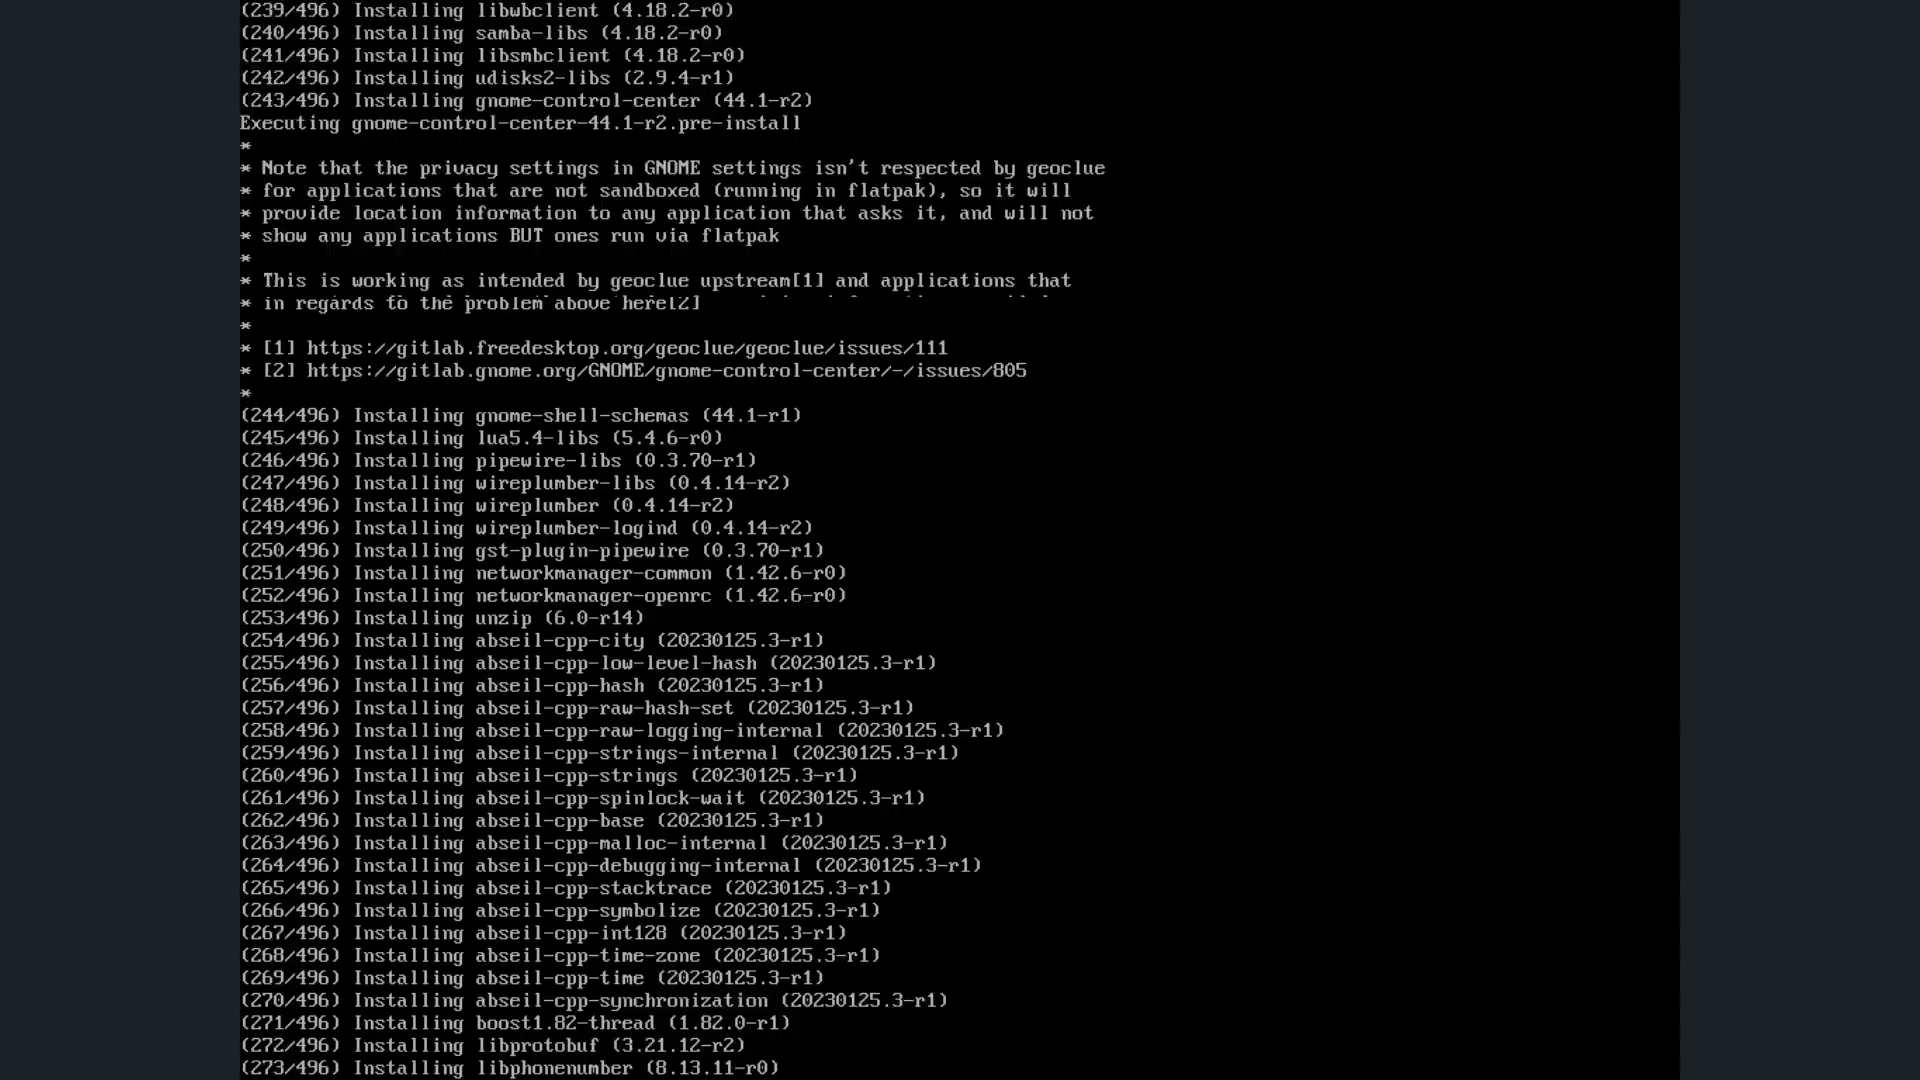 (239/496) Installing libwbclient (4.18.2-r0)
(240/496) Installing samba-libs (4.18.2-r0)
(241/496) Installing libsmbclient (4.18.2-r0)
(242/496) Installing udisks2-libs (2.9.4-r1)
(243/496) Installing gnome-control-center (44.1-r2)
Executing gnome-control-center-44.1-r2.pre-install
*
* Note that the privacy settings in GNOME settings isn't respected by geoclue
* for applications that are not sandboxed (running in flatpak), so it will
* provide location information to any application that asks it, and will not
* show any applications BUT ones run via flatpak
*
* This is working as intended by geoclue upstream[1] and applications that
* in regards to the problem above here[2]
*
* [1] https://gitlab.freedesktop.org/geoclue/geoclue/issues/111
* [2] https://gitlab.gnome.org/GNOME/gnome-control-center/-/issues/805
*
(244/496) Installing gnome-shell-schemas (44.1-r1)
(245/496) Installing lua5.4-libs (5.4.6-r0)
(246/496) Installing pipewire-libs (0.3.70-r1)
(247/496) Installing wireplumber-libs (0.4.14-r2)
(248/496) Installing wireplumber (0.4.14-r2)
(249/496) Installing wireplumber-logind (0.4.14-r2)
(250/496) Installing gst-plugin-pipewire (0.3.70-r1)
(251/496) Installing networkmanager-common (1.42.6-r0)
(252/496) Installing networkmanager-openrc (1.42.6-r0)
(253/496) Installing unzip (6.0-r14)
(254/496) Installing abseil-cpp-city (20230125.3-r1)
(255/496) Installing abseil-cpp-low-level-hash (20230125.3-r1)
(256/496) Installing abseil-cpp-hash (20230125.3-r1)
(257/496) Installing abseil-cpp-raw-hash-set (20230125.3-r1)
(258/496) Installing abseil-cpp-raw-logging-internal (20230125.3-r1)
(259/496) Installing abseil-cpp-strings-internal (20230125.3-r1)
(260/496) Installing abseil-cpp-strings (20230125.3-r1)
(261/496) Installing abseil-cpp-spinlock-wait (20230125.3-r1)
(262/496) Installing abseil-cpp-base (20230125.3-r1)
(263/496) Installing abseil-cpp-malloc-internal (20230125.3-r1)
(264/496) Installing abseil-cpp-debugging-internal (20230125.3-r1)
(265/496) Installing abseil-cpp-stacktrace (20230125.3-r1)
(266/496) Installing abseil-cpp-symbolize (20230125.3-r1)
(267/496) Installing abseil-cpp-int128 (20230125.3-r1)
(268/496) Installing abseil-cpp-time-zone (20230125.3-r1)
(269/496) Installing abseil-cpp-time (20230125.3-r1)
(270/496) Installing abseil-cpp-synchronization (20230125.3-r1)
(271/496) Installing boost1.82-thread (1.82.0-r1)
(272/496) Installing libprotobuf (3.21.12-r2)
(273/496) Installing libphonenumber (8.13.11-r0)